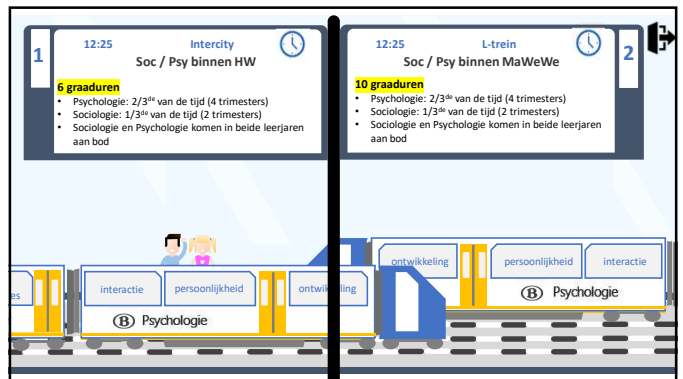 1
12:25 Intercity
Soc / Psy binnen HW
6 graaduren
• Psychologie: 2/3de van de tijd (4 trimesters)
• Sociologie: 1/3de van de tijd (2 trimesters)
• Sociologie en Psychologie komen in beide leerjaren
aan bod
es
interactie
persoonlijkheid
ontwikkeling
B Psychologie
12:25 L-trein
2
Soc / Psy binnen MaWeWe
10 graaduren
• Psychologie: 2/3de van de tijd (4 trimesters)
• Sociologie: 1/3de van de tijd (2 trimesters)
• Sociologie en Psychologie komen in beide leerjaren
aan bod
ontwikkeling
persoonlijkheid
interactie
B Psychologie